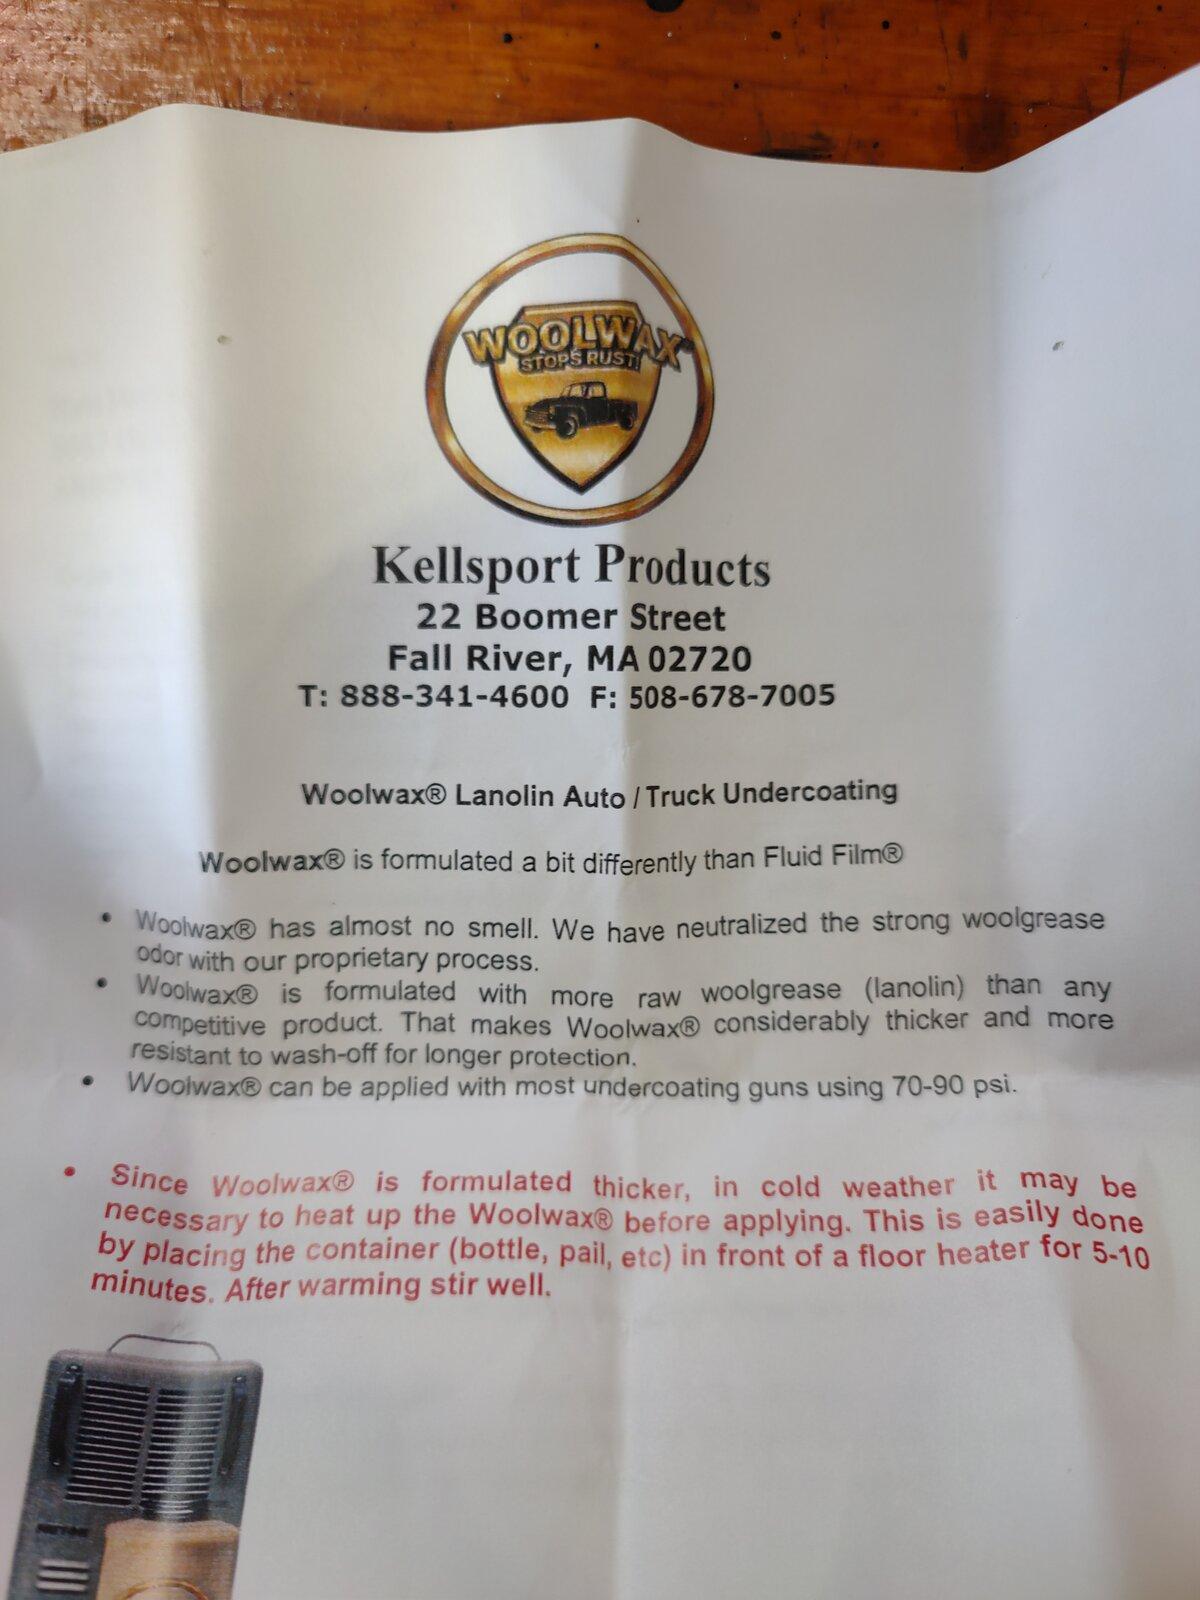 WOOLWAX®
STOPS RUST!
Kellsport Products
22 Boomer Street
Fall River, MA 02720
T: 888-341-4600 F: 508-678-7005
Woolwax® Lanolin Auto / Truck Undercoating
Woolwax® is formulated a bit differently than Fluid Film®
• Woolwax® has almost no smell. We have neutralized the strong woolgrease
odor with our proprietary process.
• Woolwax® is formulated with more raw woolgrease (lanolin) than any
competitive product. That makes Woolwax® considerably thicker and more
resistant to wash-off for longer protection.
• Woolwax® can be applied with most undercoating guns using 70-90 psi.
• Since Woolwax® is formulated thicker, in cold weather it may be
necessary to heat up the Woolwax® before applying. This is easily done
by placing the container (bottle, pail, etc) in front of a floor heater for 5-10
minutes. After warming stir well.